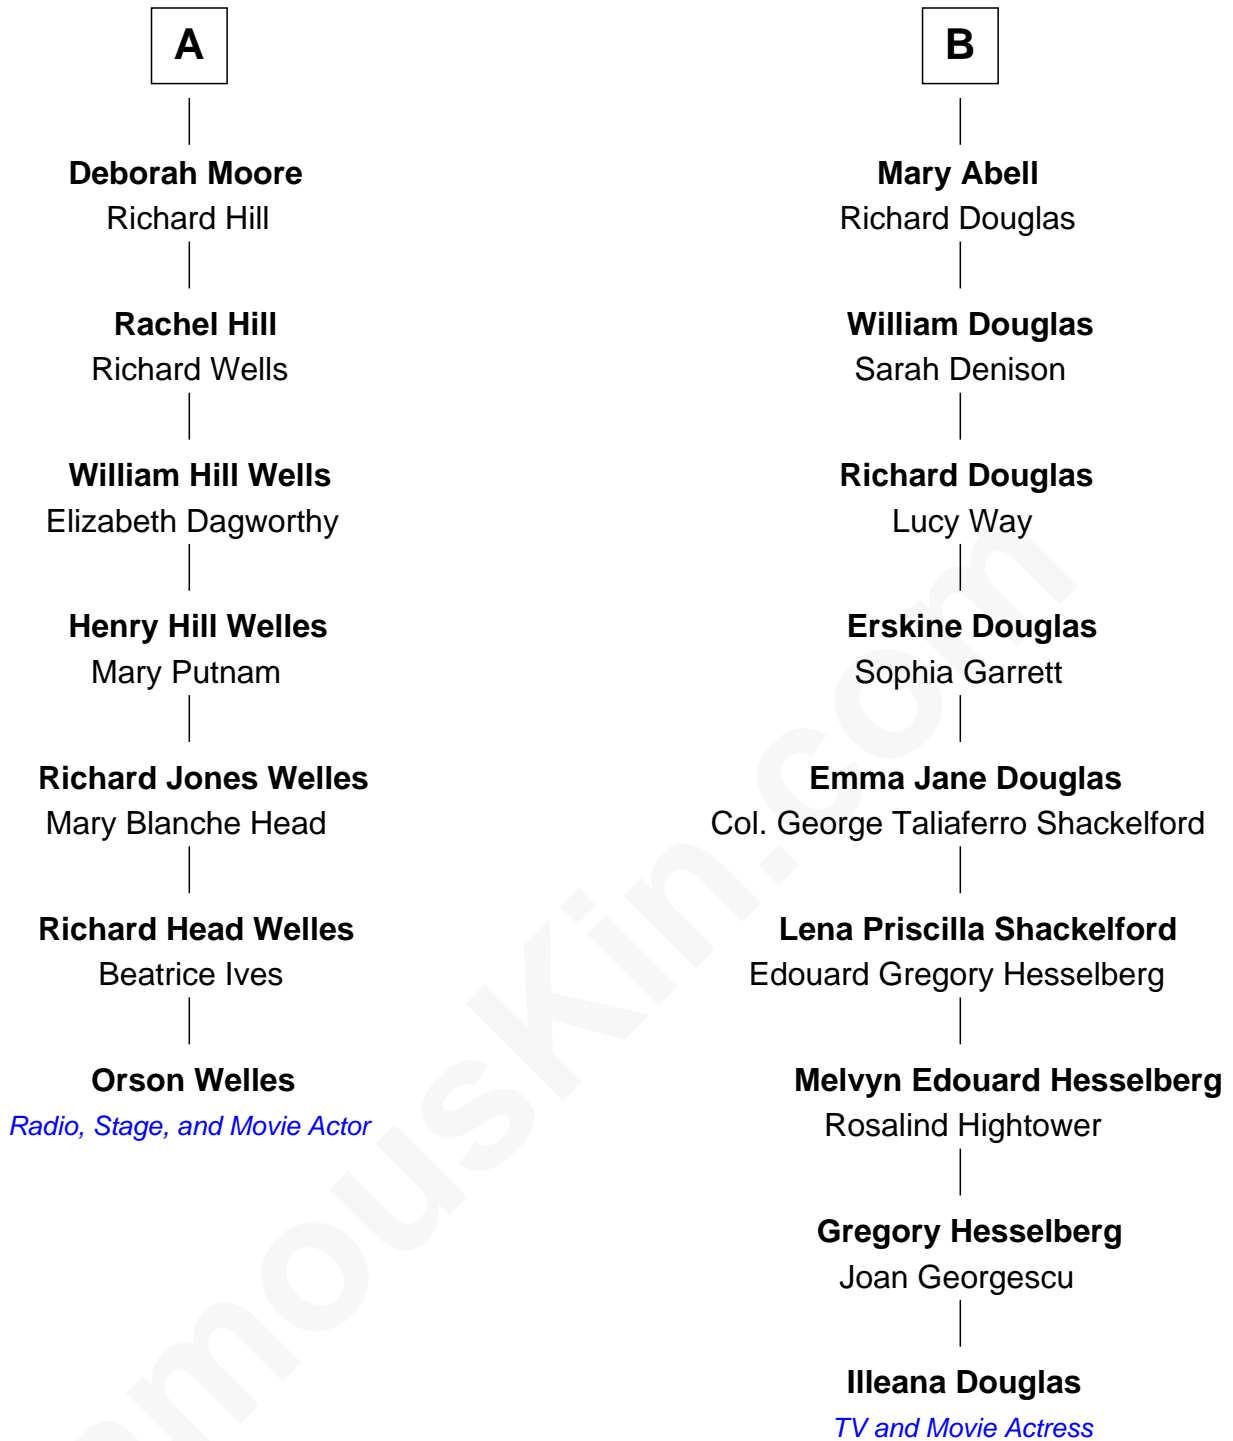 A
Deborah Moore
Richard Hill
Rachel Hill
Richard Wells
William Hill Wells
Elizabeth Dagworthy
Henry Hill Welles
Mary Putnam
Richard Jones Welles
Mary Blanche Head
Richard Head Welles
Beatrice Ives
Orson Welles
Radio, Stage, and Movie Actor
B
Mary Abell
Richard Douglas
William Douglas
Sarah Denison
Richard Douglas
Lucy Way
Erskine Douglas
Sophia Garrett
Emma Jane Douglas
Col. George Taliaferro Shackelford
Lena Priscilla Shackelford
Edouard Gregory Hesselberg
Melvyn Edouard Hesselberg
Rosalind Hightower
Gregory Hesselberg
Joan Georgescu
Illeana Douglas
TV and Movie Actress
amousKin.com